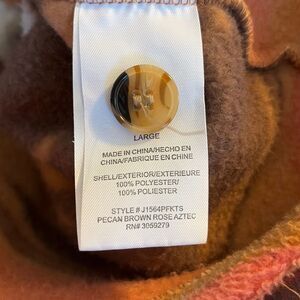 LARGE
MADE IN CHINA/HECHO EN
CHINA/FABRIQUE EN CHINE
SHELL/EXTERIOR/EXTERIEURE
100% POLYESTER/
100% POLIESTER
STYLE # J1564PFKTS
PECAN BROWN ROSE AZTEC
RN# 3059279